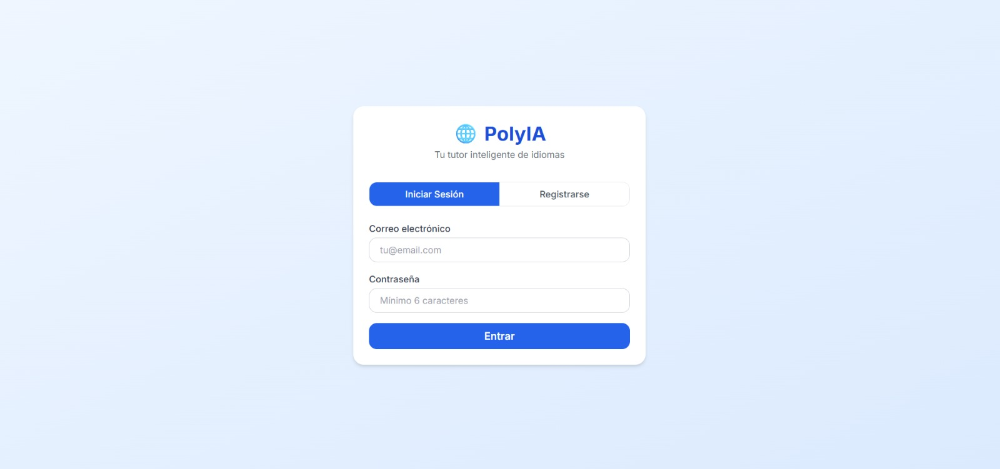 PolyIA
Tu tutor inteligente de idiomas
Iniciar Sesión Registrarse
Correo electrónico
tu@email.com
Contraseña
Mínimo 6 caracteres
Entrar